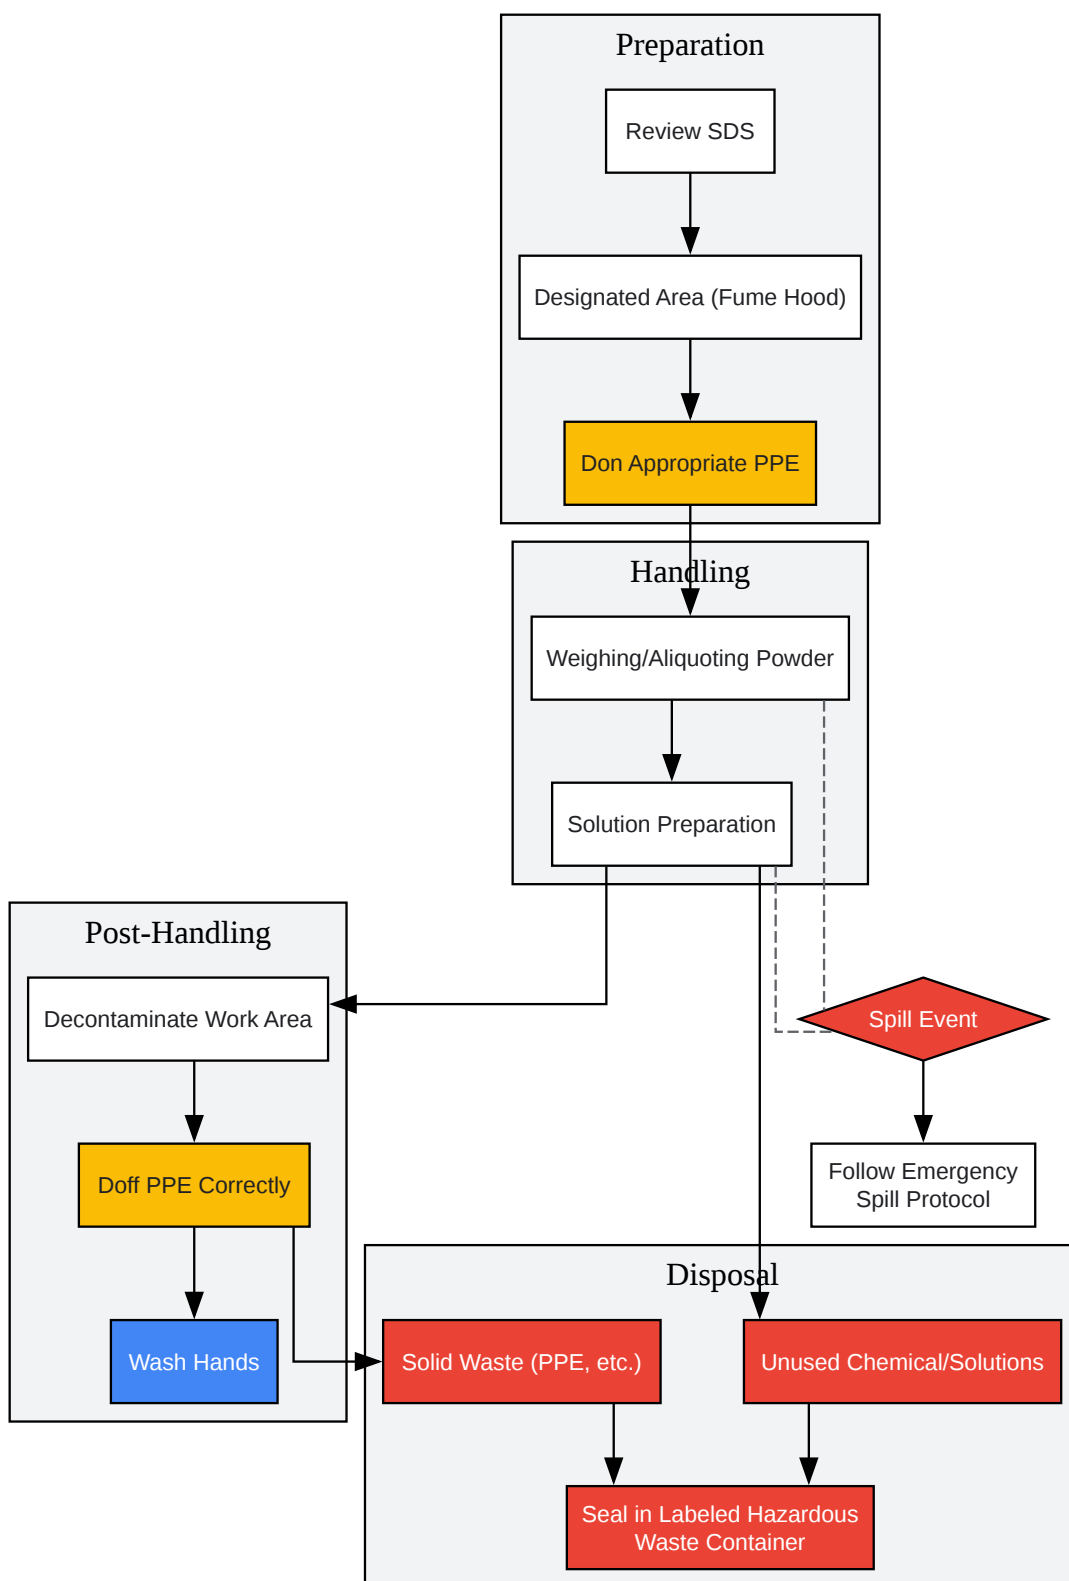 Preparation
Review SDS
Designated Area (Fume Hood)
Don Appropriate PPE
Handling
Weighing/Aliquoting Powder
Solution Preparation
Post-Handling
Decontaminate Work Area
Spill Event
Doff PPE Correctly
Follow Emergency
Spill Protocol
Disposal
Wash Hands
Solid Waste (PPE, etc.)
Unused Chemical/Solutions
Seal in Labeled Hazardous
Waste Container